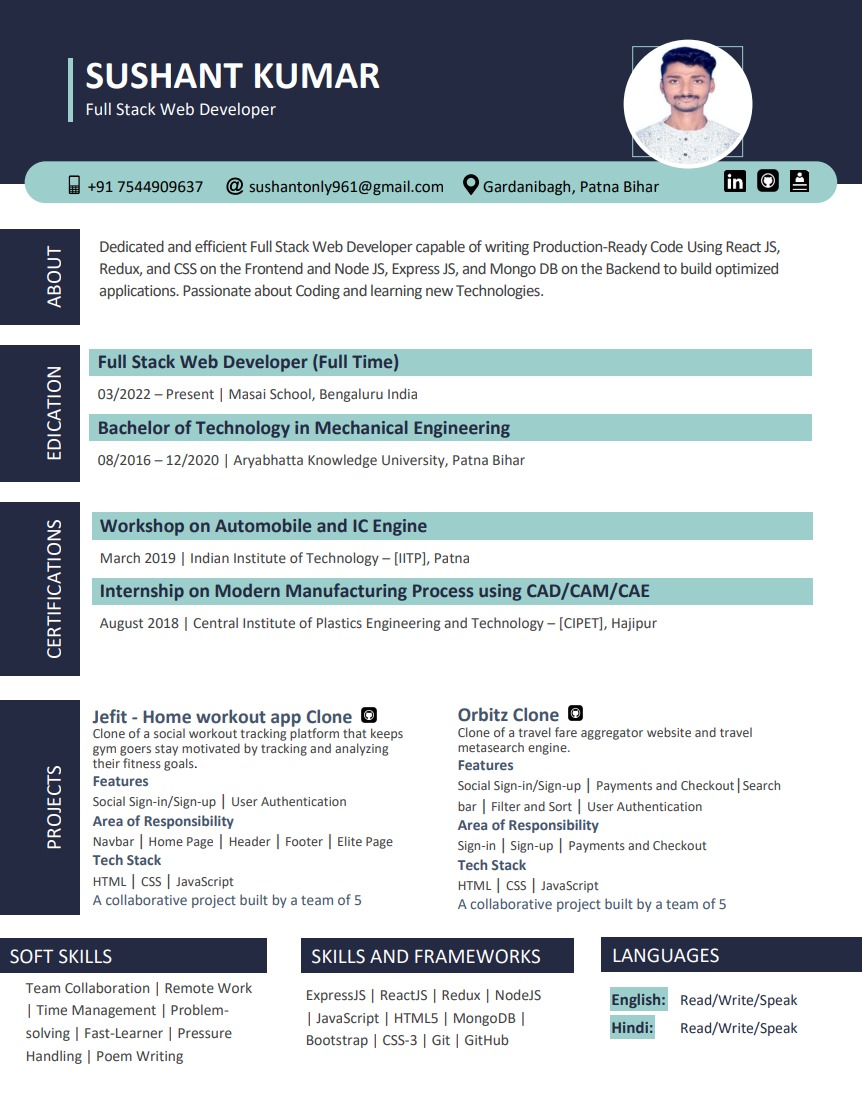 SUSHANT KUMAR
Full Stack Web Developer
+91 7544909637
sushantonly961@gmail.com
Gardanibagh, Patna Bihar
in
ABOUT
Dedicated and efficient Full Stack Web Developer capable of writing Production-Ready Code Using React JS,
Redux, and CSS on the Frontend and Node JS, Express JS, and Mongo DB on the Backend to build optimized
applications. Passionate about Coding and learning new Technologies.
EDICATION
Full Stack Web Developer (Full Time)
03/2022 – Present | Masai School, Bengaluru India
Bachelor of Technology in Mechanical Engineering
08/2016 – 12/2020 | Aryabhatta Knowledge University, Patna Bihar
CERTIFICATIONS
Workshop on Automobile and IC Engine
March 2019 | Indian Institute of Technology – [IITP], Patna
Internship on Modern Manufacturing Process using CAD/CAM/CAE
August 2018 | Central Institute of Plastics Engineering and Technology – [CIPET], Hajipur
PROJECTS
Jefit - Home workout app Clone
Clone of a social workout tracking platform that keeps
gym goers stay motivated by tracking and analyzing
their fitness goals.
Features
Social Sign-in/Sign-up | User Authentication
Area of Responsibility
Navbar | Home Page | Header | Footer | Elite Page
Tech Stack
HTML | CSS | JavaScript
A collaborative project built by a team of 5
Orbitz Clone
Clone of a travel fare aggregator website and travel
metasearch engine.
Features
Social Sign-in/Sign-up | Payments and Checkout|Search
bar | Filter and Sort | User Authentication
Area of Responsibility
Sign-in | Sign-up | Payments and Checkout
Tech Stack
HTML | CSS | JavaScript
A collaborative project built by a team of 5
SOFT SKILLS
Team Collaboration | Remote Work
| Time Management | Problem-
solving | Fast-Learner | Pressure
Handling | Poem Writing
SKILLS AND FRAMEWORKS
ExpressJS | ReactJS | Redux | NodeJS
| JavaScript | HTML5 | MongoDB |
Bootstrap | CSS-3 | Git | GitHub
LANGUAGES
English: Read/Write/Speak
Hindi: Read/Write/Speak